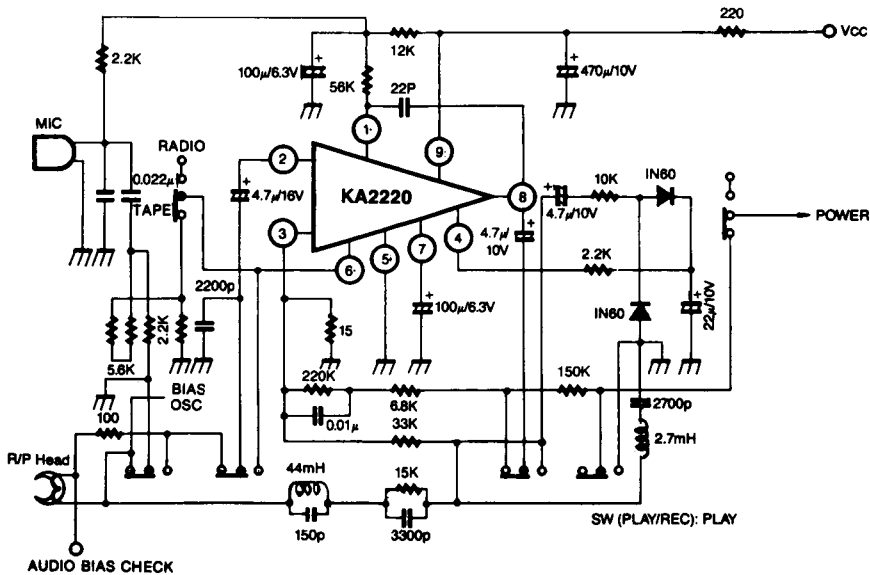 220
Vcc
12K
2.2K
100μ/6.3V
+
470μ/10V
+
56K
22P
MIC
1
RADIO
2
9
0.022μ
KA2220
8
10K
IN60
TAPE
4.7μ/16V
+
4.7μ/10V
+
POWER
3
4.7μ/
10V
+
7
4
6
5
2.2K
2200p
100μ/6.3V
+
IN60
22μ/10V
+
2.2K
15
5.6K
BIAS
OSC
220K
6.8K
150K
2700p
100
0.01μ
33K
2.7mH
R/P Head
44mH
15K
150p
3300p
SW (PLAY/REC): PLAY
AUDIO BIAS CHECK